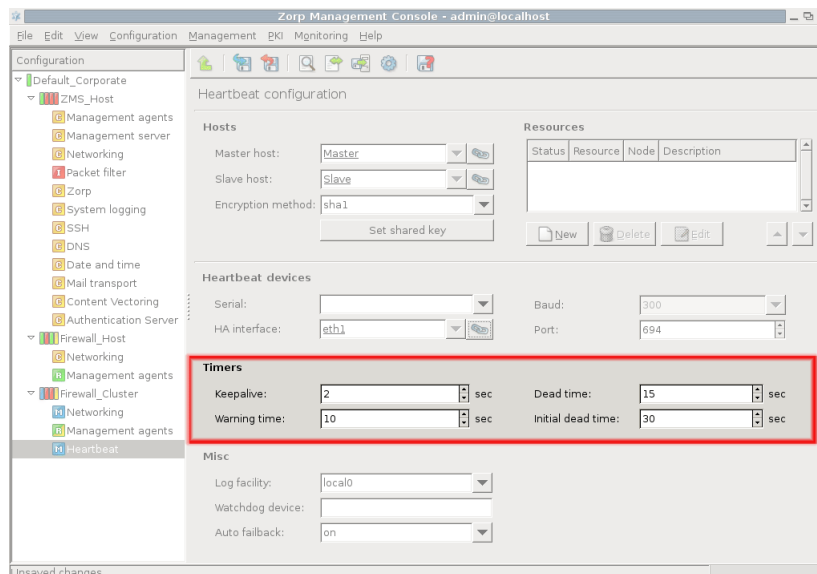 Zorp Management Console - admin@localhost
File Edit View Configuration Management PKI Monitoring Help
Configuration
Default_Corporate
ZMS_Host
Management agents
Management server
Networking
Packet filter
Zorp
System logging
SSH
DNS
Date and time
Mail transport
Content Vectoring
Authentication Server
Firewall_Host
Networking
Management agents
Firewall_Cluster
Networking
Management agents
Heartbeat
Heartbeat configuration
Hosts
Master host: Master
Slave host: Slave
Encryption method: sha1
Set shared key
Resources
Status Resource Node Description
New Delete Edit
Heartbeat devices
Serial:
Baud: 300
HA interface: eth1
Port: 694
Timers
Keepalive: 2 sec
Dead time: 15 sec
Warning time: 10 sec
Initial dead time: 30 sec
Misc
Log facility: local0
Watchdog device:
Auto failback: on
Unsaved changes